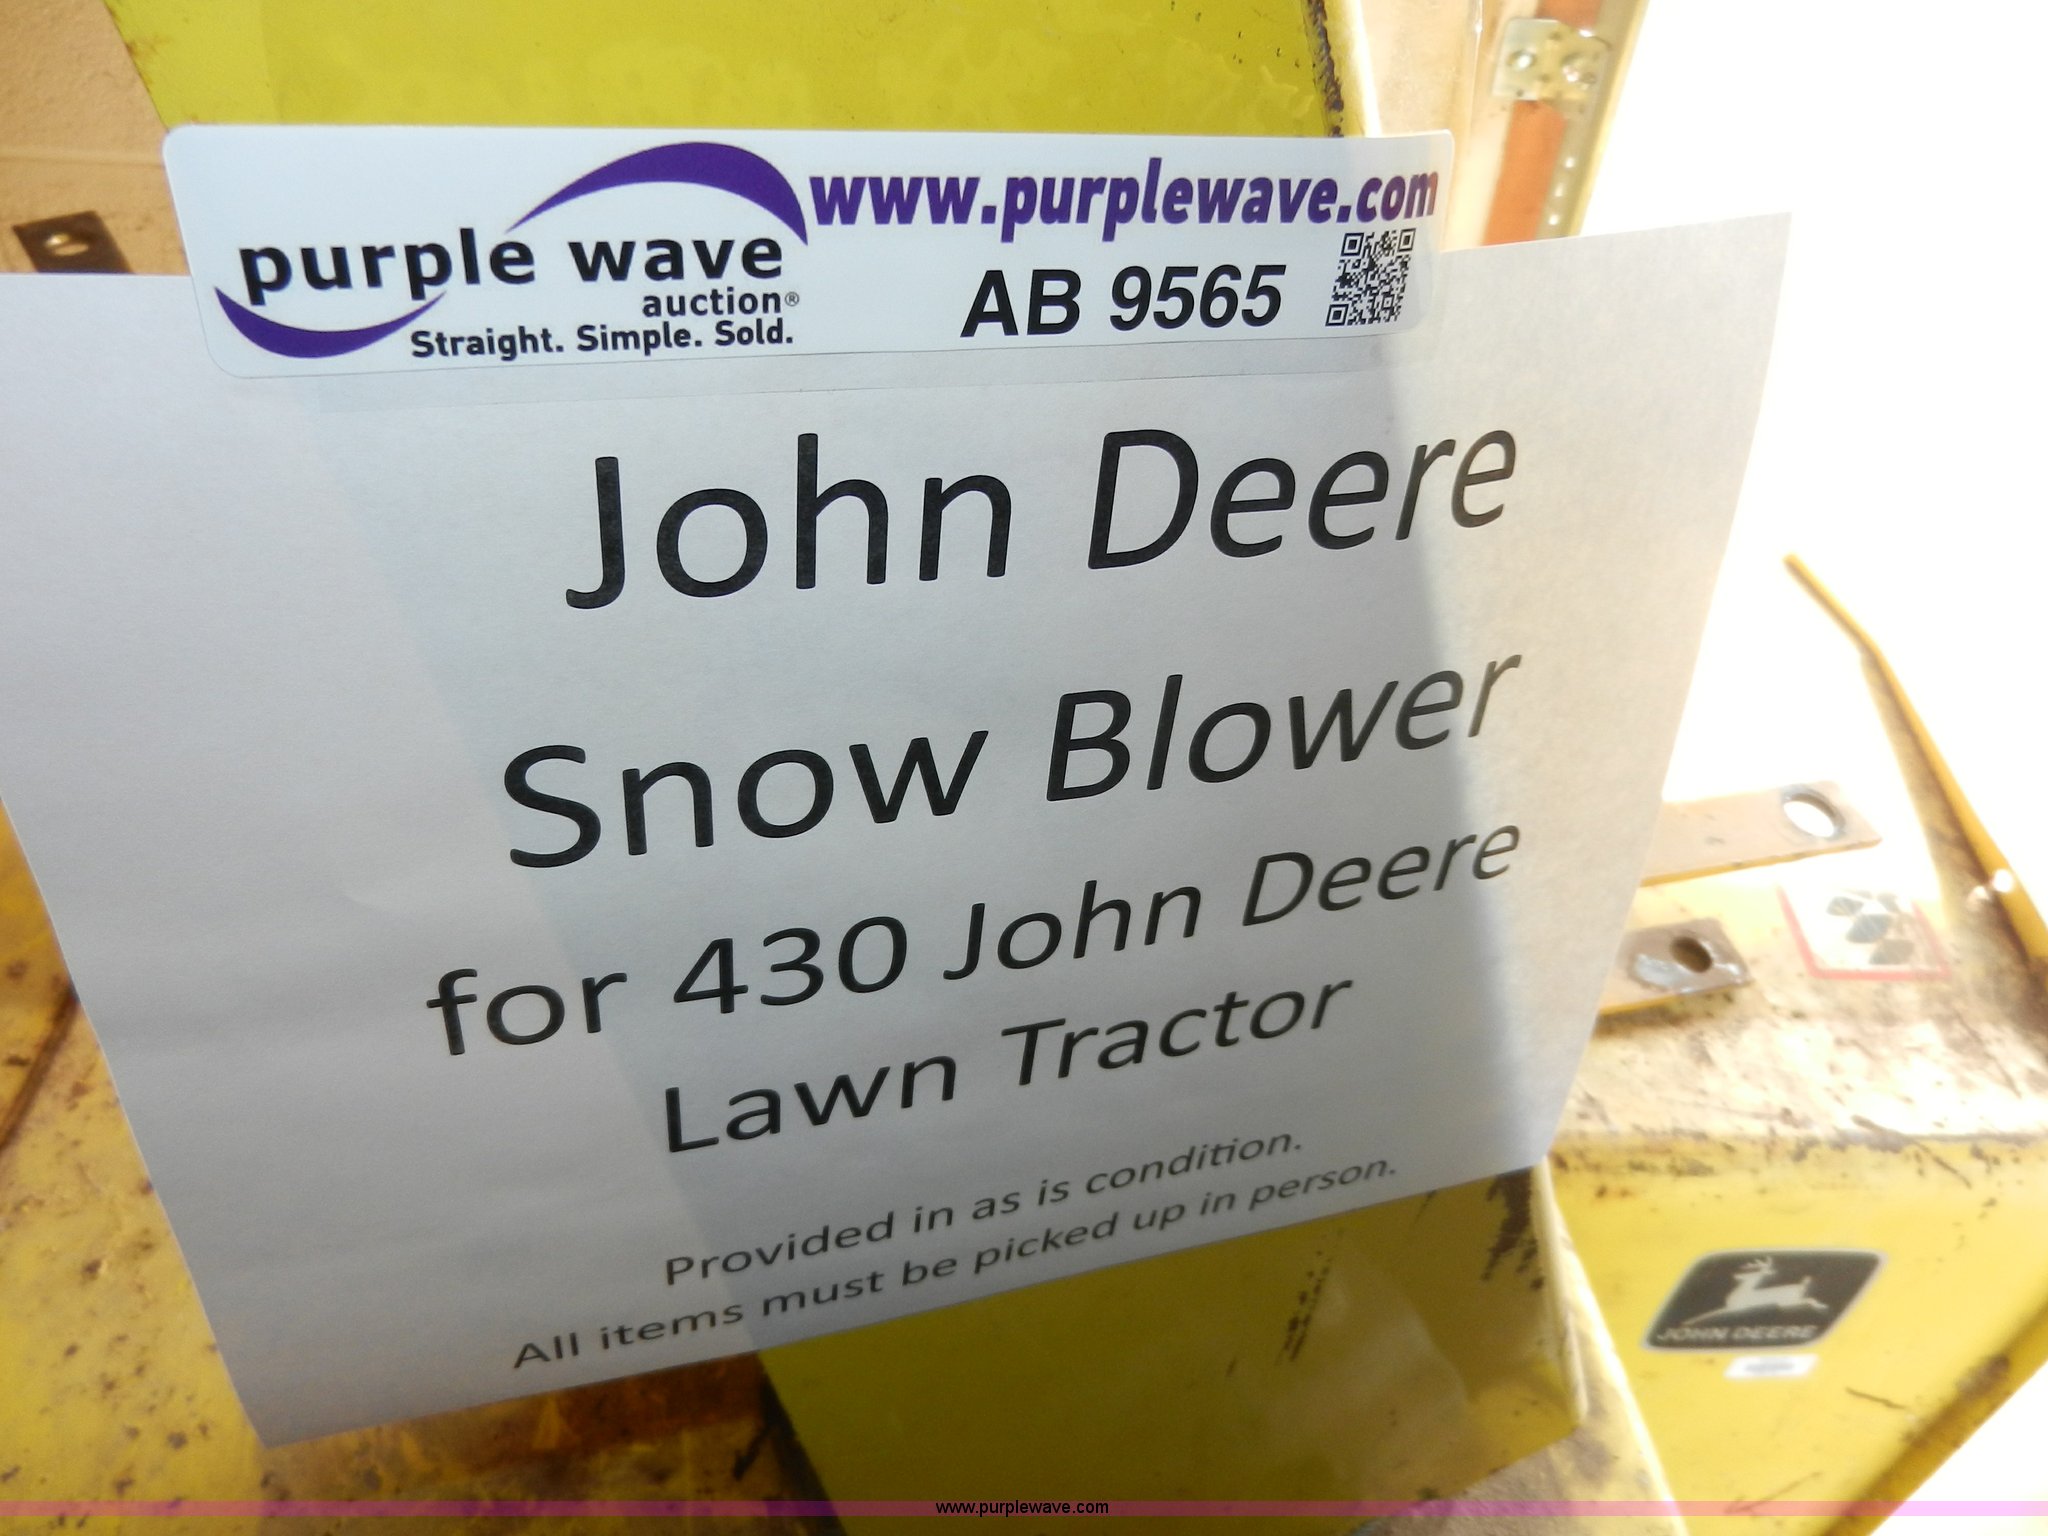 www.purplewave.com
purple wave
auction®
Straight. Simple. Sold.
AB 9565
John Deere
Snow Blower
for 430 John Deere
Lawn Tractor
Provided in as is condition.
All items must be picked up in person.
JOHN DEERE
www.purplewave.com